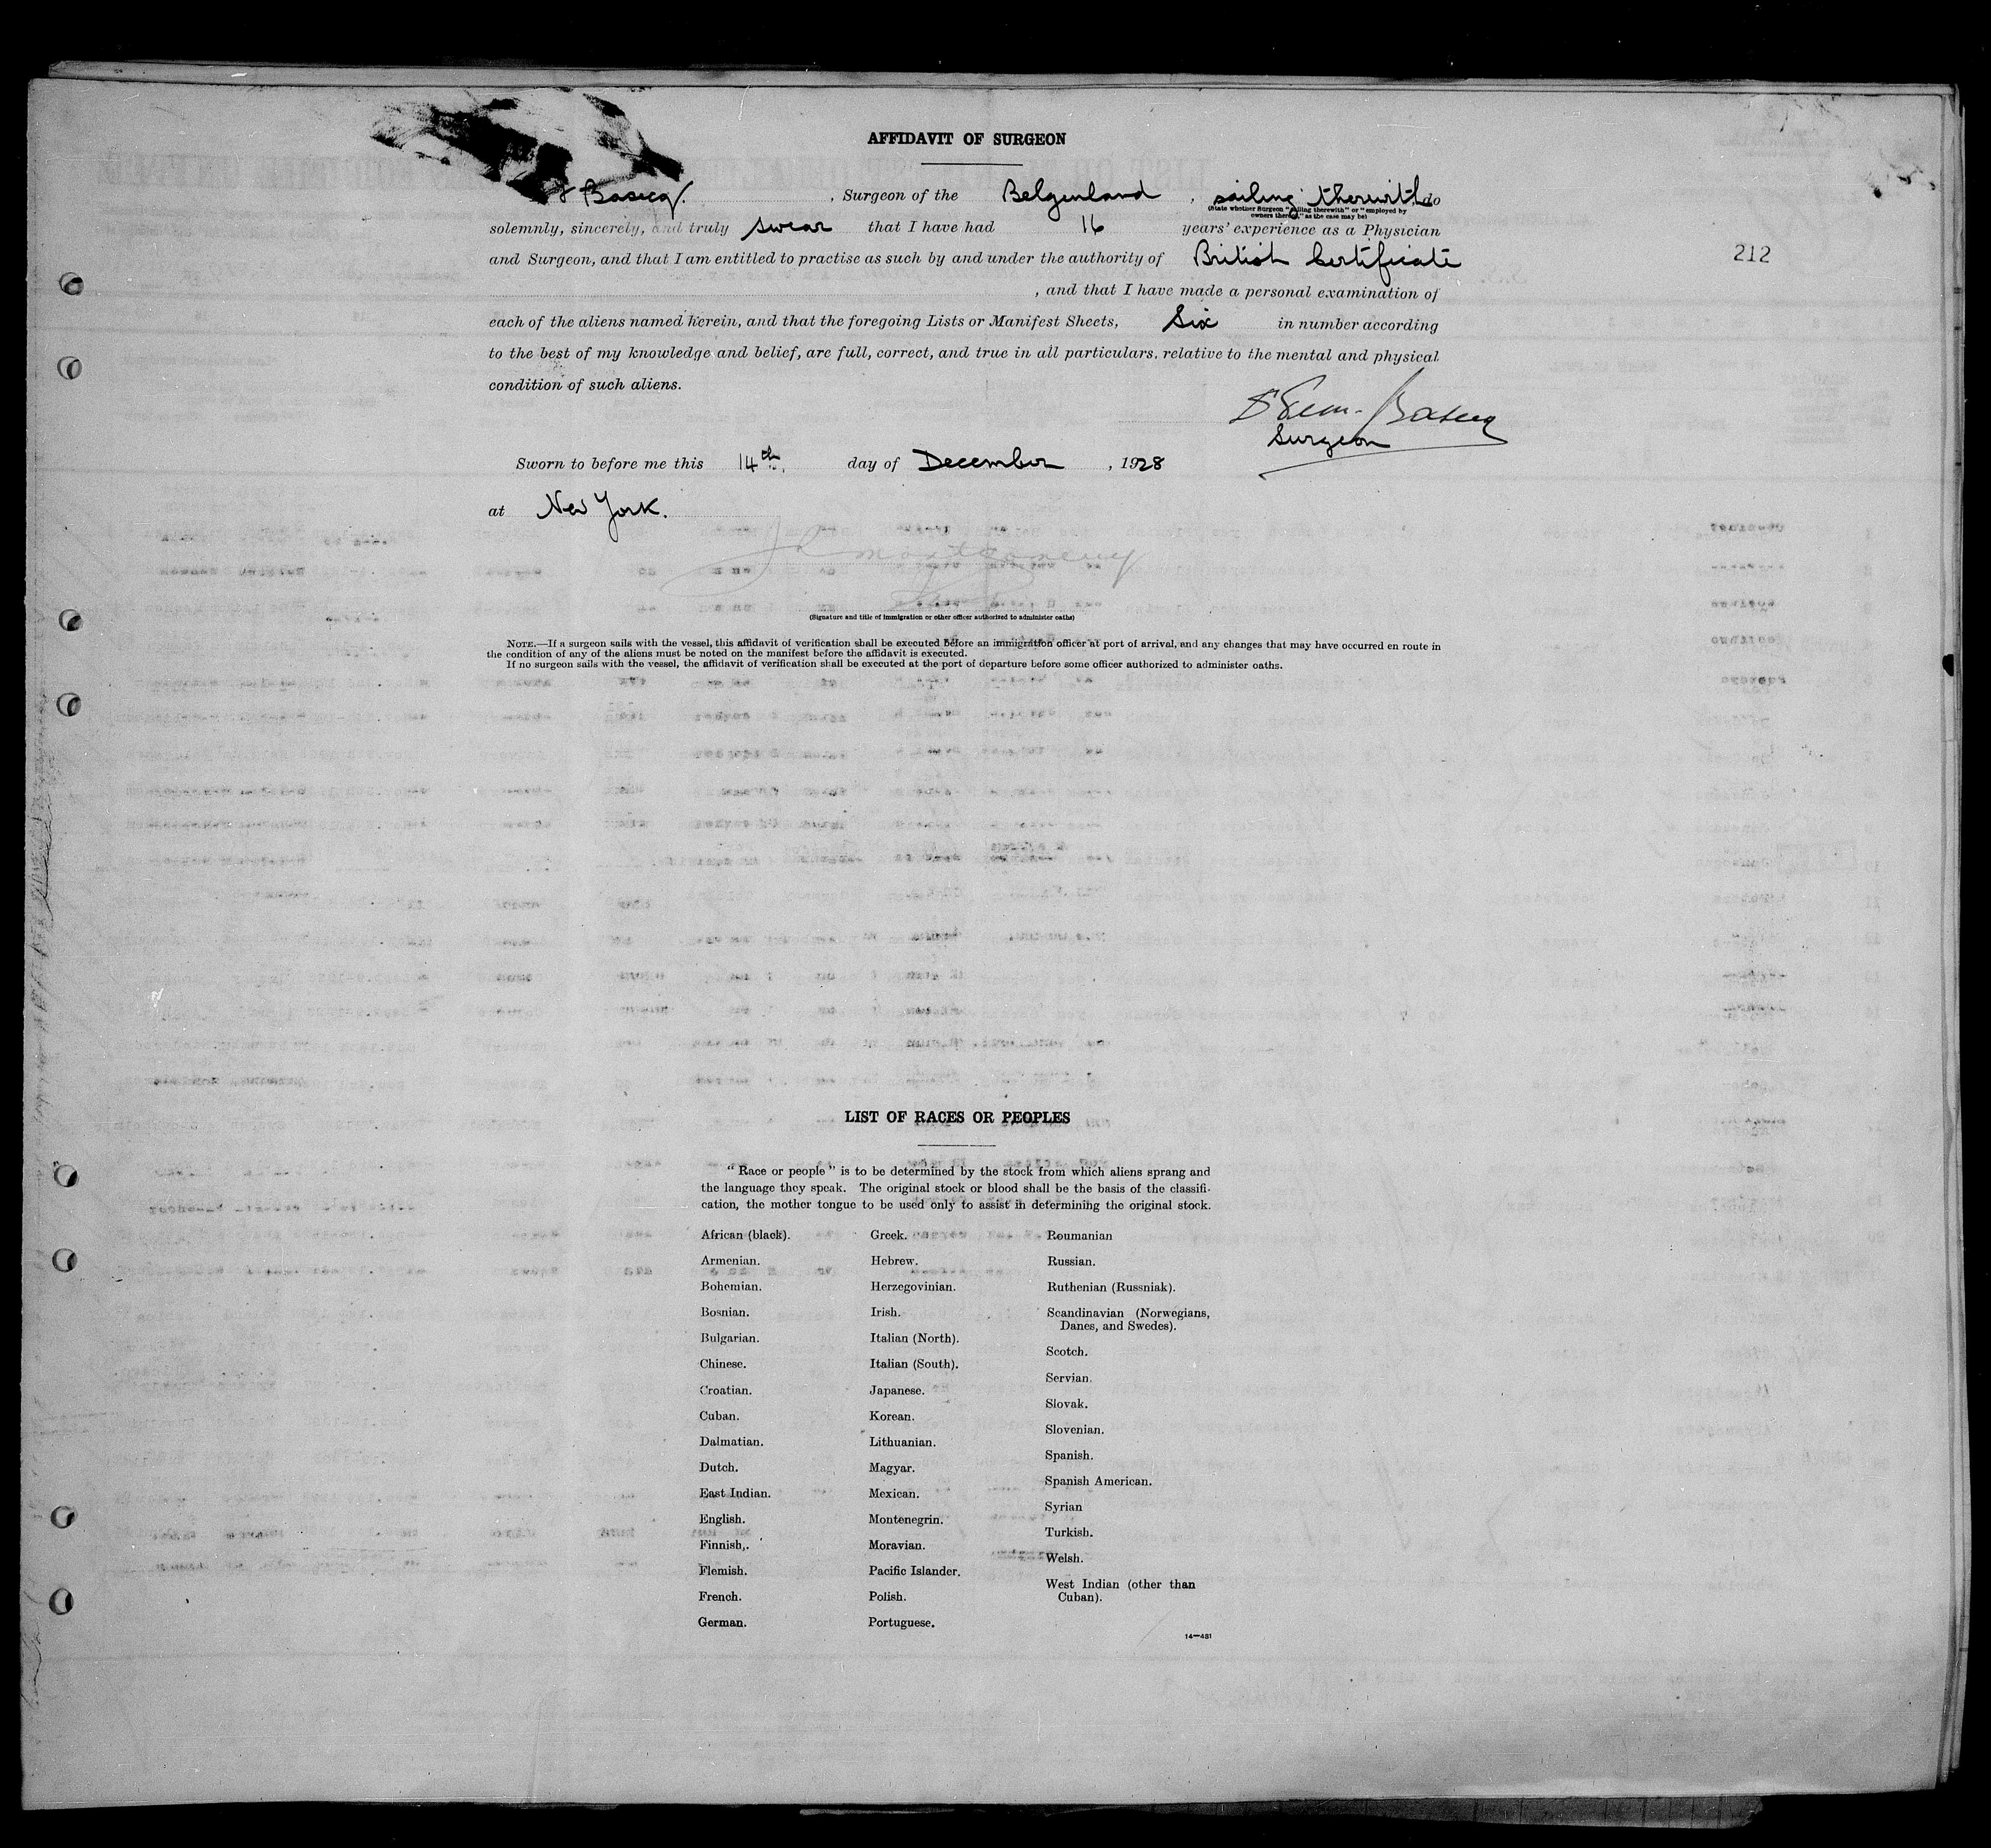 AFFIDAVIT OF SURGEON
, Surgeon of the Belgenland , sailing therewith do
(State whether Surgeon "sailing therewith" or "employed by
owners thereof," as the case may be)
solemnly, sincerely, and truly swear that I have had 16 years' experience as a Physician
and Surgeon, and that I am entitled to practise as such by and under the authority of British Certificate
212
, and that I have made a personal examination of
each of the aliens named herein, and that the foregoing Lists or Manifest Sheets, Six in number according
to the best of my knowledge and belief, are full, correct, and true in all particulars, relative to the mental and physical
condition of such aliens.
Surgeon
Sworn to before me this 14th. day of December , 1928
at New York.
Montgomery
(Signature and title of immigration or other officer authorized to administer oaths)
NOTE.—If a surgeon sails with the vessel, this affidavit of verification shall be executed before an immigration officer at port of arrival, and any changes that may have occurred en route in
the condition of any of the aliens must be noted on the manifest before the affidavit is executed.
If no surgeon sails with the vessel, the affidavit of verification shall be executed at the port of departure before some officer authorized to administer oaths.
LIST OF RACES OR PEOPLES
"Race or people" is to be determined by the stock from which aliens sprang and
the language they speak. The original stock or blood shall be the basis of the classifi-
cation, the mother tongue to be used only to assist in determining the original stock.
African (black).
Armenian.
Bohemian.
Bosnian.
Bulgarian.
Chinese.
Croatian.
Cuban.
Dalmatian.
Dutch.
East Indian.
English.
Finnish,.
Flemish.
French.
German.
Greek.
Hebrew.
Herzegovinian.
Irish.
Italian (North).
Italian (South).
Japanese.
Korean.
Lithuanian.
Magyar.
Mexican.
Montenegrin.
Moravian.
Pacific Islander.
Polish.
Portuguese.
Roumanian
Russian.
Ruthenian (Russniak).
Scandinavian (Norwegians,
Danes, and Swedes).
Scotch.
Servian.
Slovak.
Slovenian.
Spanish.
Spanish American.
Syrian
Turkish.
Welsh.
West Indian (other than
Cuban).
14—481